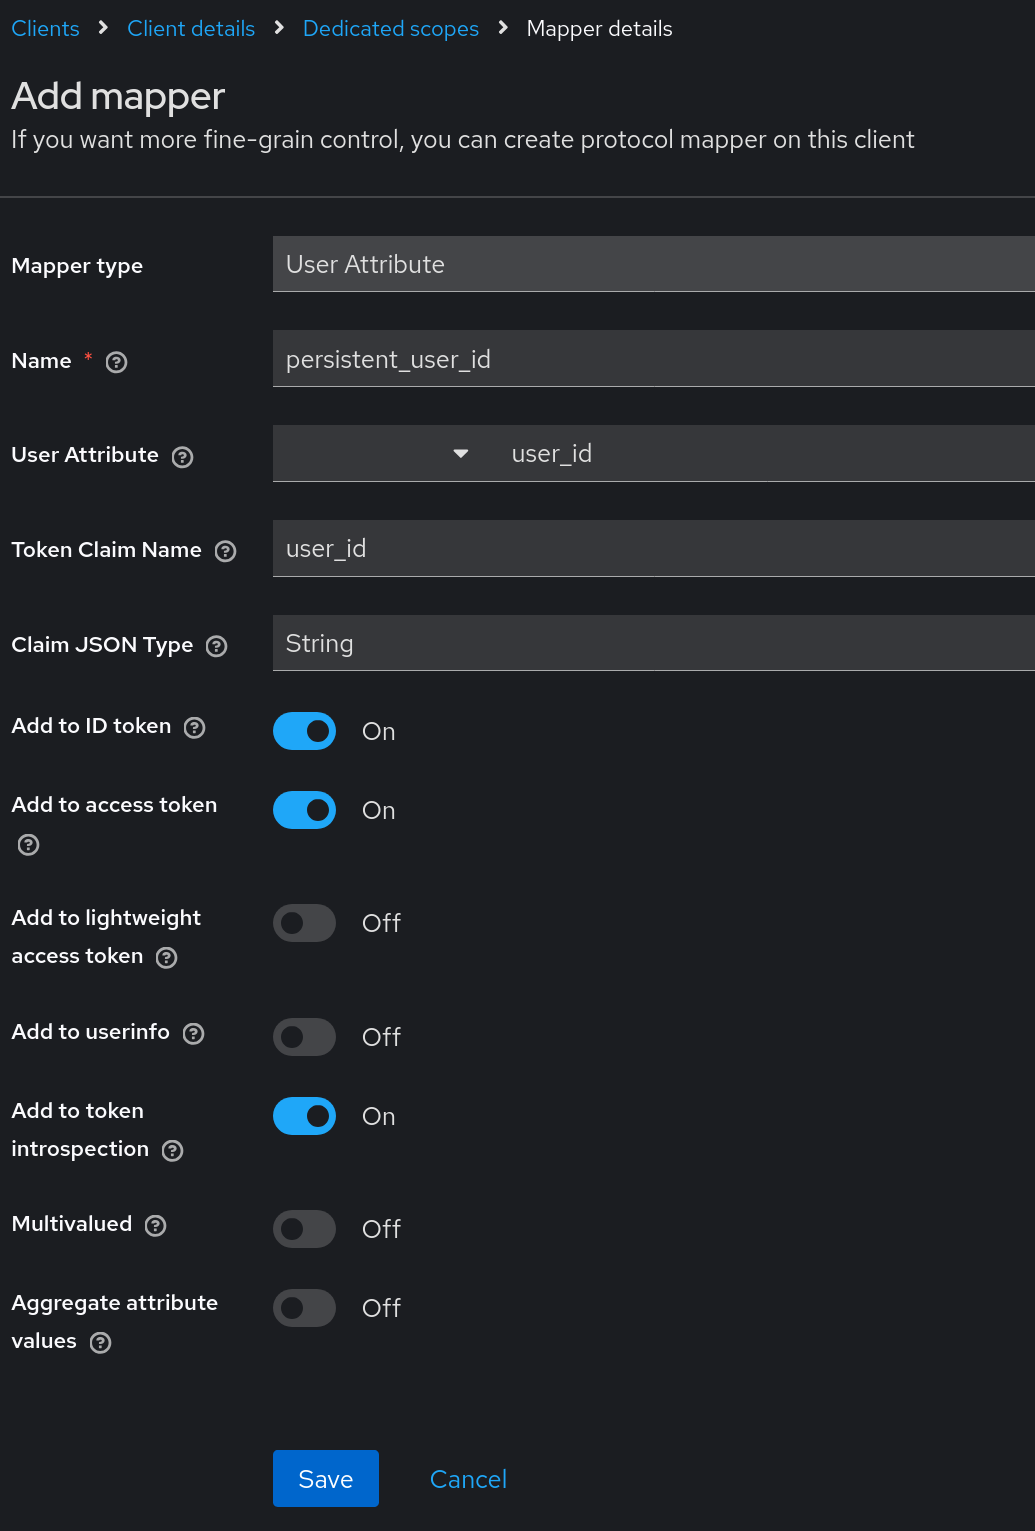 Clients > Client details > Dedicated scopes > Mapper details
Add mapper
If you want more fine-grain control, you can create protocol mapper on this client
Mapper type
User Attribute
Name *
persistent_user_id
User Attribute
user_id
Token Claim Name
user_id
Claim JSON Type
String
Add to ID token
On
Add to access token
On
Add to lightweight
access token
Off
Add to userinfo
Off
Add to token
introspection
On
Multivalued
Off
Aggregate attribute
values
Off
Save
Cancel